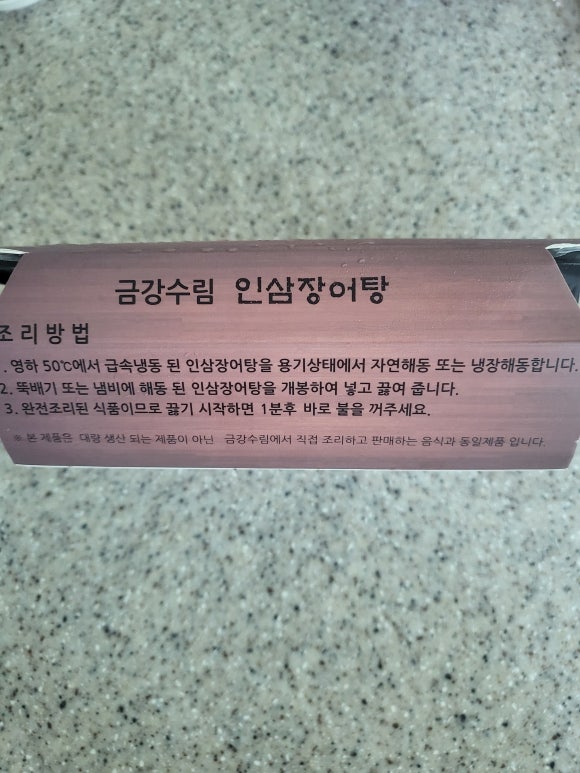 금강수림 인삼장어탕
조리방법
1. 영하 50℃에서 급속냉동 된 인삼장어탕을 용기상태에서 자연해동 또는 냉장해동합니다.
2. 뚝배기 또는 냄비에 해동 된 인삼장어탕을 개봉하여 넣고 끓여 줍니다.
3. 완전조리된 식품이므로 끓기 시작하면 1분후 바로 불을 꺼주세요.
※ 본 제품은 대량 생산 되는 제품이 아닌 금강수림에서 직접 조리하고 판매하는 음식과 동일제품 입니다.